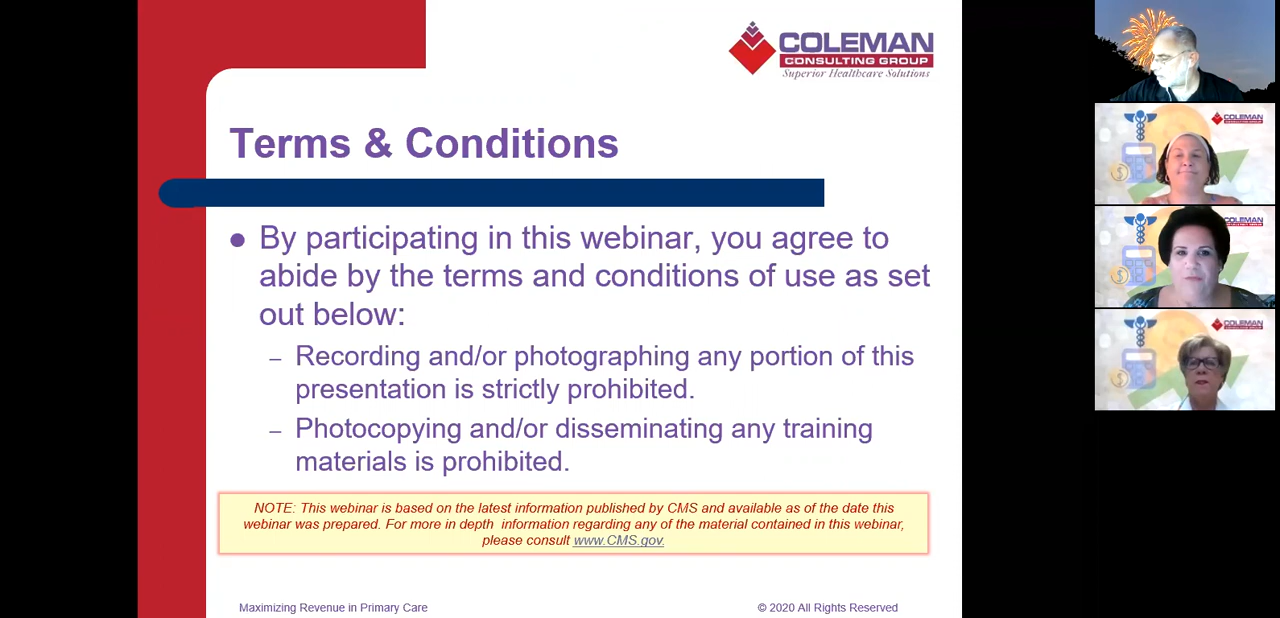 COLEMAN
CONSULTING GROUP
Superior Healthcare Solutions
Terms & Conditions
● By participating in this webinar, you agree to
abide by the terms and conditions of use as set
out below:
– Recording and/or photographing any portion of this
presentation is strictly prohibited.
– Photocopying and/or disseminating any training
materials is prohibited.
NOTE: This webinar is based on the latest information published by CMS and available as of the date this
webinar was prepared. For more in depth information regarding any of the material contained in this webinar,
please consult www.CMS.gov.
Maximizing Revenue in Primary Care
© 2020 All Rights Reserved
COLEMAN
COLEMAN
COLEMAN